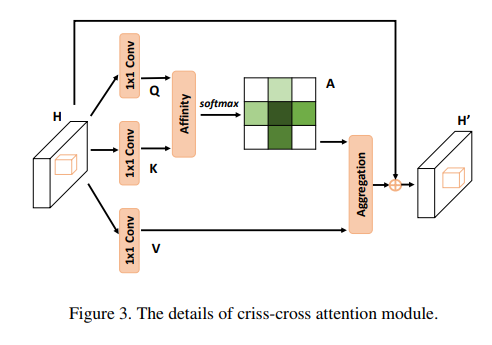 1x1 Conv
Q
Affinity
softmax
A
H
1x1 Conv
K
Aggregation
H'
1x1 Conv
V
Figure 3. The details of criss-cross attention module.